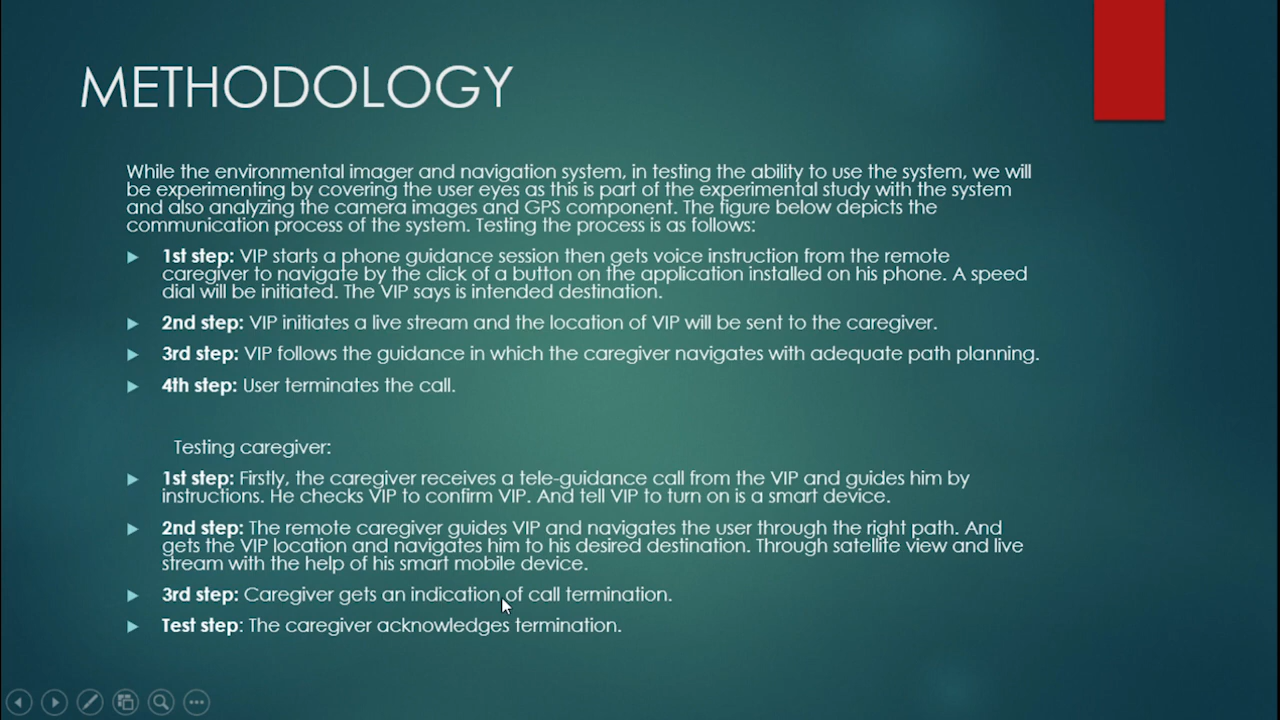 METHODOLOGY
While the environmental imager and navigation system, in testing the ability to use the system, we will
be experimenting by covering the user eyes as this is part of the experimental study with the system
and also analyzing the camera images and GPS component. The figure below depicts the
communication process of the system. Testing the process is as follows:
1st step: VIP starts a phone guidance session then gets voice instruction from the remote
caregiver to navigate by the click of a button on the application installed on his phone. A speed
dial will be initiated. The VIP says is intended destination.
2nd step: VIP initiates a live stream and the location of VIP will be sent to the caregiver.
3rd step: VIP follows the guidance in which the caregiver navigates with adequate path planning.
4th step: User terminates the call.
Testing caregiver:
1st step: Firstly, the caregiver receives a tele-guidance call from the VIP and guides him by
instructions. He checks VIP to confirm VIP. And tell VIP to turn on is a smart device.
2nd step: The remote caregiver guides VIP and navigates the user through the right path. And
gets the VIP location and navigates him to his desired destination. Through satellite view and live
stream with the help of his smart mobile device.
3rd step: Caregiver gets an indication of call termination.
Test step: The caregiver acknowledges termination.